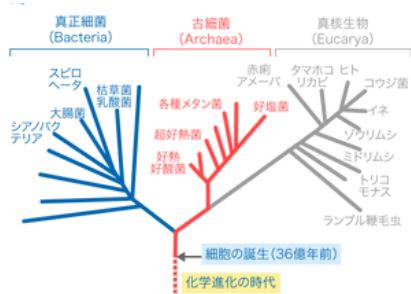 真正細菌
(Bacteria)
古細菌
(Archaea)
真核生物
(Eucarya)
スピロ
ヘータ
枯草菌
乳酸菌
大腸菌
シアノバク
テリア
各種メタン菌
好塩菌
超好熱菌
好熱
好酸菌
赤痢
アメーバ
タマホコ
リカビ
ヒト
コウジ菌
イネ
ゾウリムシ
ミドリムシ
トリコ
モナス
ランブル鞭毛虫
細胞の誕生(36億年前)
化学進化の時代